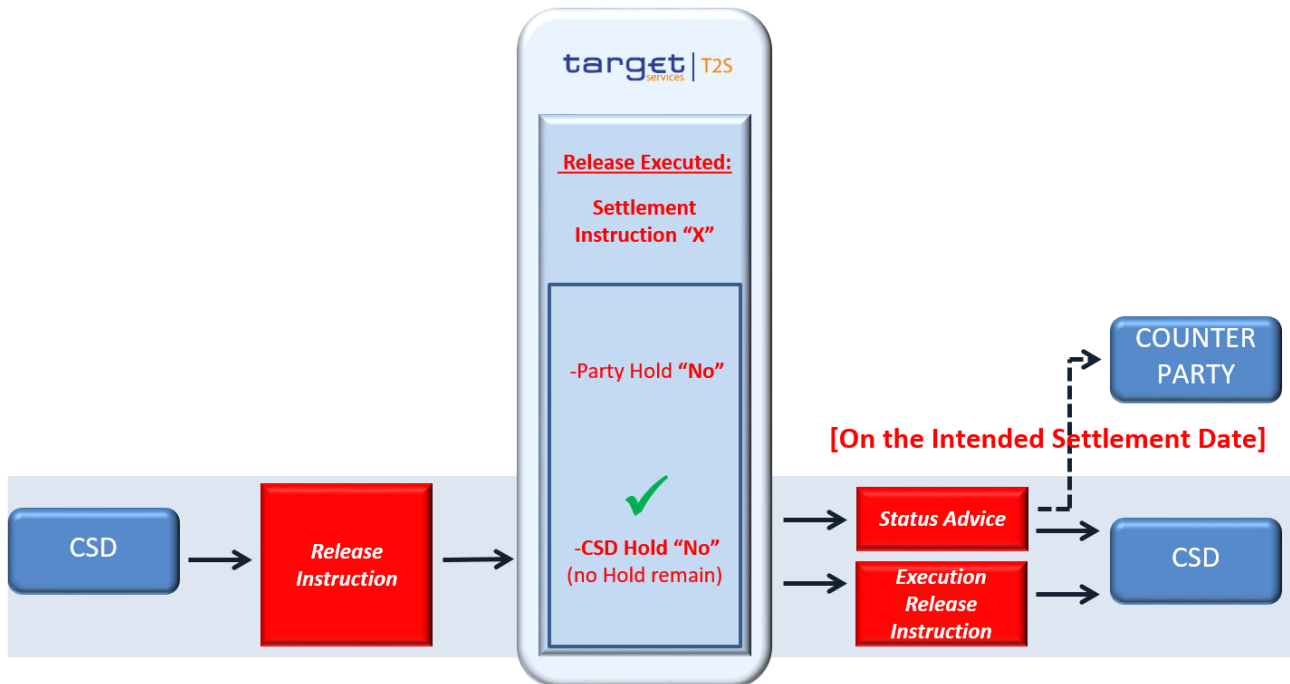 target | T2S
services
Release Executed:
Settlement
Instruction “X”
-Party Hold “No”
COUNTER
PARTY
[On the Intended Settlement Date]
CSD
Release
Instruction
-CSD Hold “No”
(no Hold remain)
Status Advice
Execution
Release
Instruction
CSD